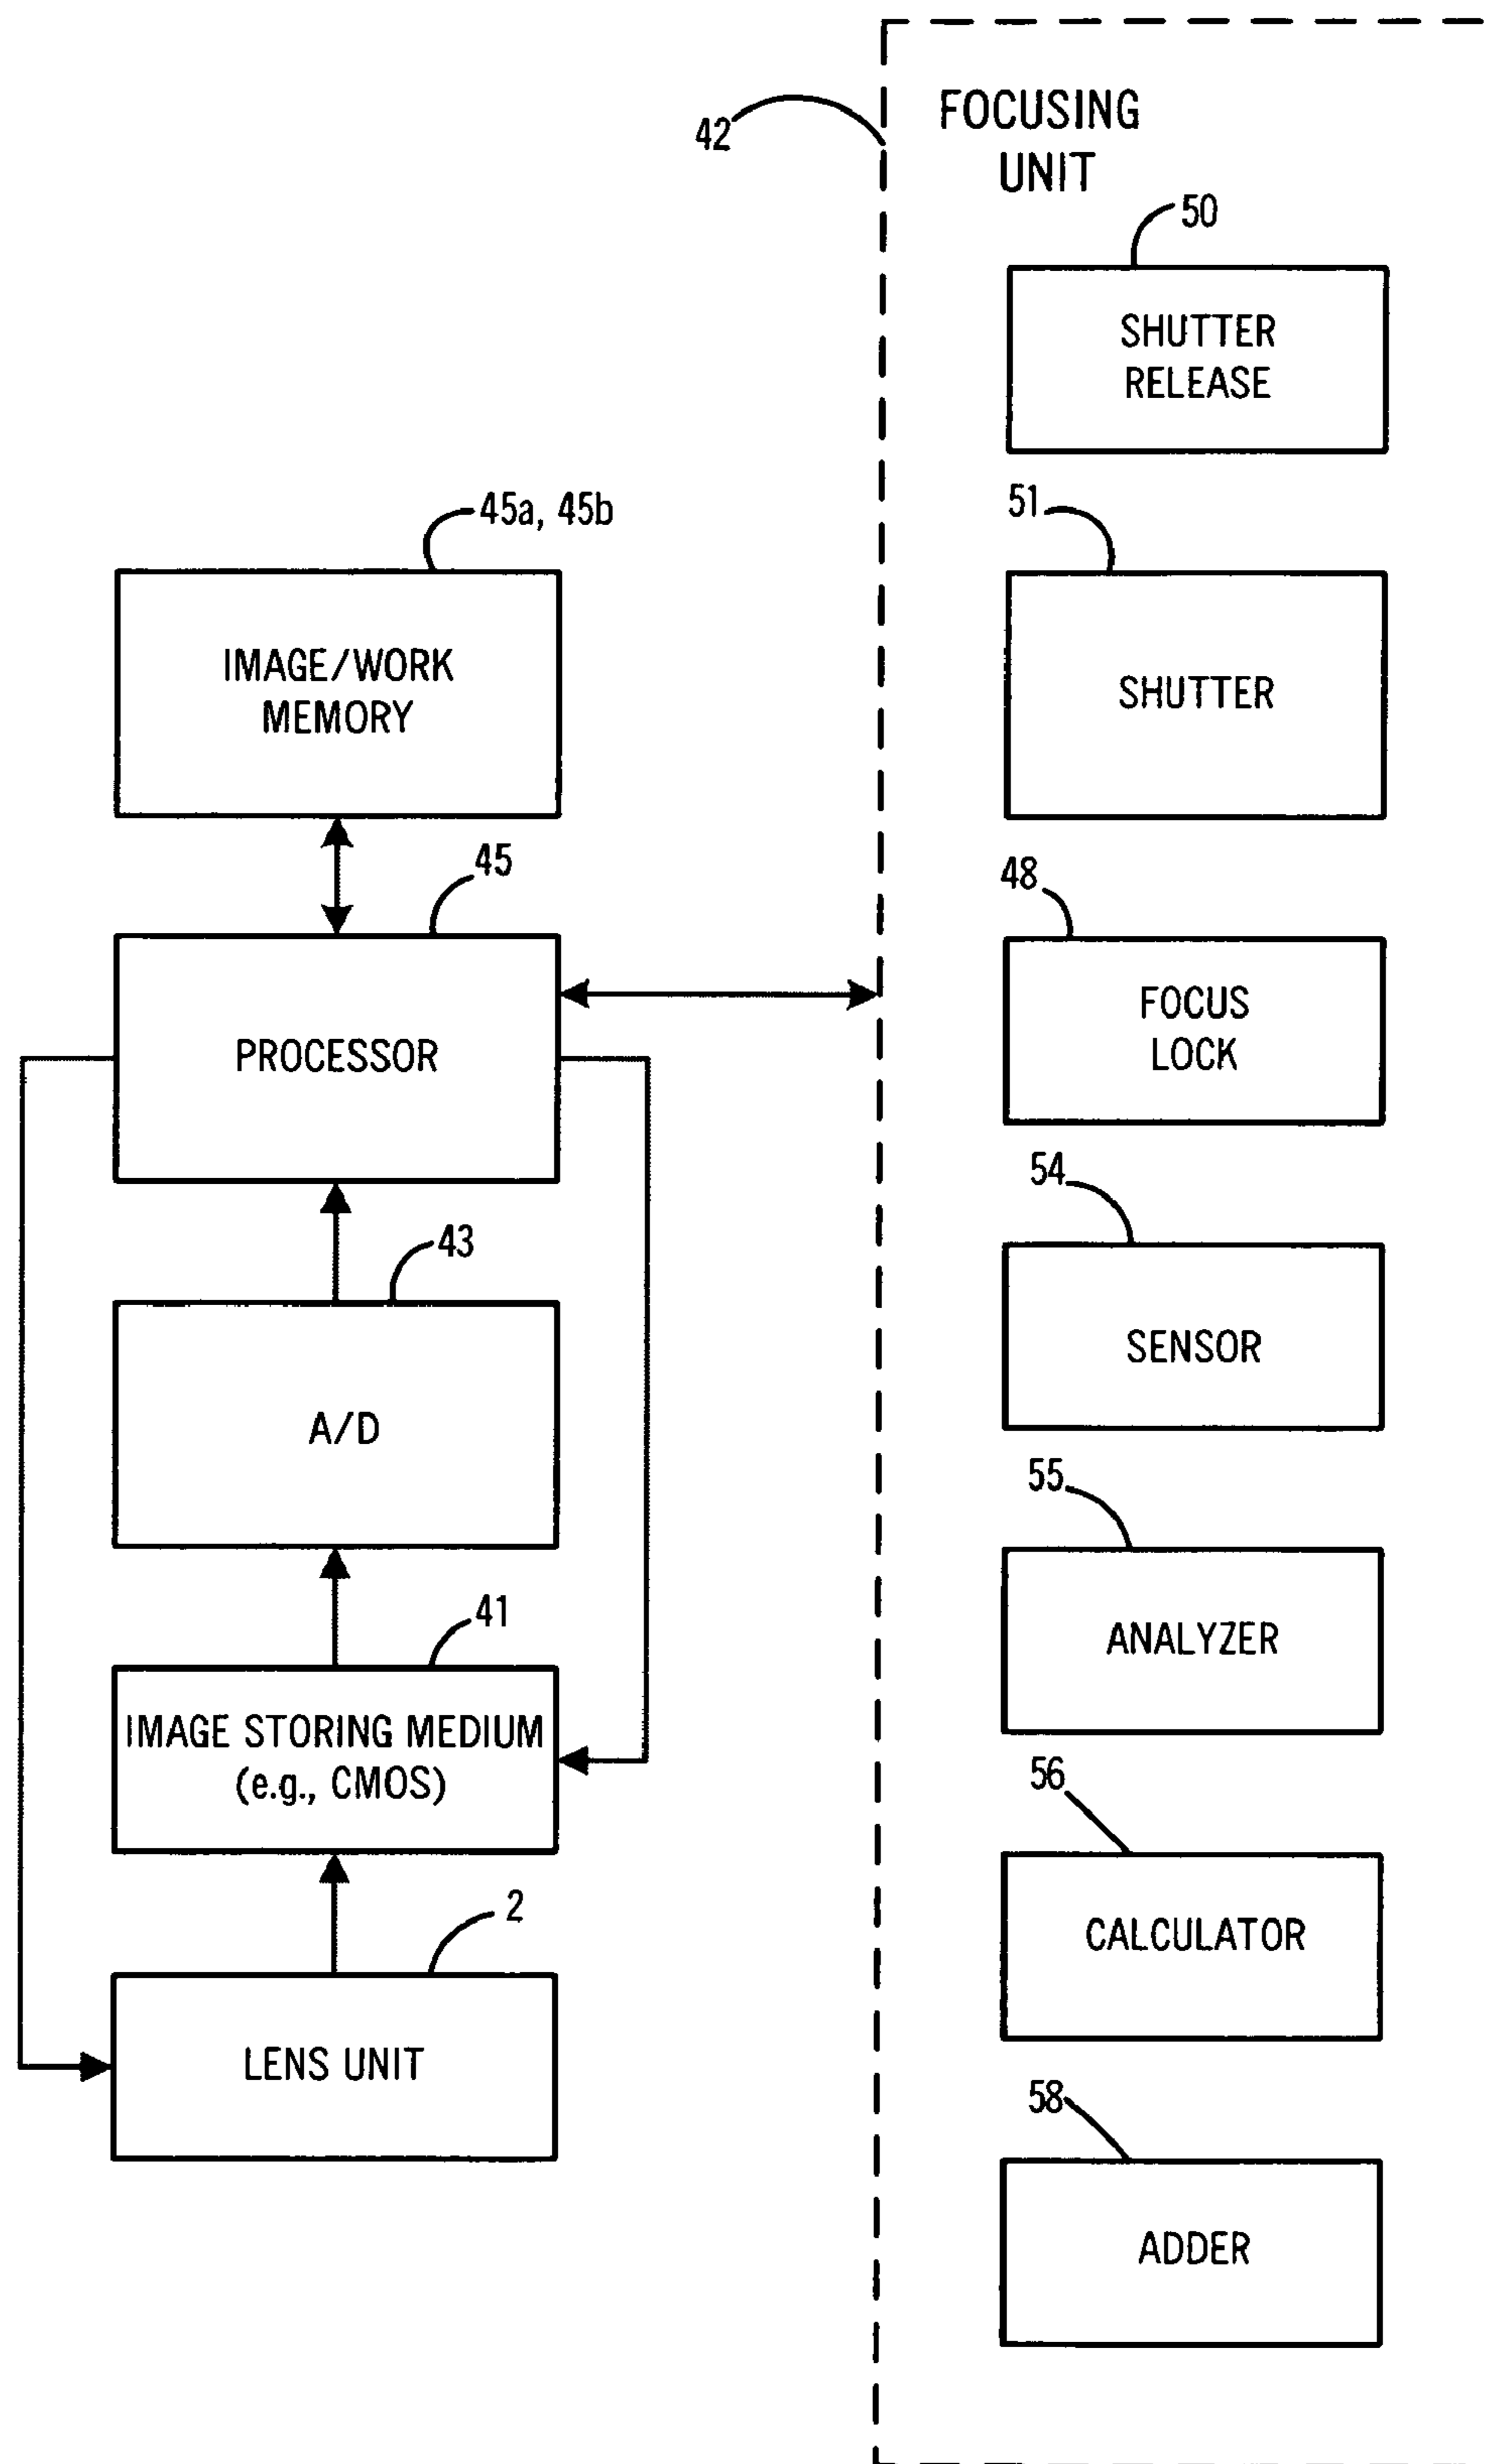 42
FOCUSING
UNIT
50
SHUTTER
RELEASE
45a, 45b
IMAGE/WORK
MEMORY
51
SHUTTER
45
PROCESSOR
48
FOCUS
LOCK
43
A/D
54
SENSOR
41
IMAGE STORING MEDIUM
(e.g., CMOS)
55
ANALYZER
2
LENS UNIT
56
CALCULATOR
58
ADDER